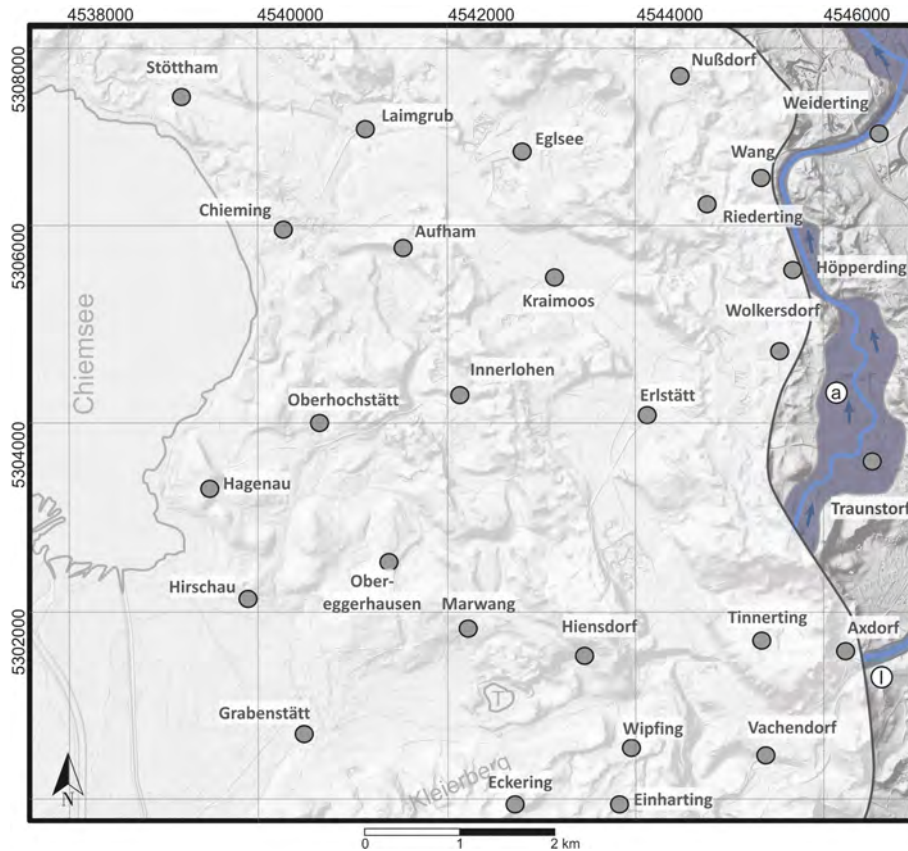 4538000
4540000
4542000
4544000
4546000
5308000
Stöttham
Nußdorf
Laimgrub
Weiderting
Eglsee
Wang
Chieming
Riederting
5306000
Aufham
Höpperding
Kraimoos
Wolkersdorf
Chiemsee
Innerlohen
a
Oberhochstätt
Erlstätt
5304000
Hagenau
Traunstorf
Hirschau
Ober-
eggerhausen
Marwang
Tinnerting
Axdorf
5302000
Hiensdorf
l
T
Grabenstätt
Wipfing
Vachendorf
Kleierberg
Eckering
Einharting
N
0 1 2 km